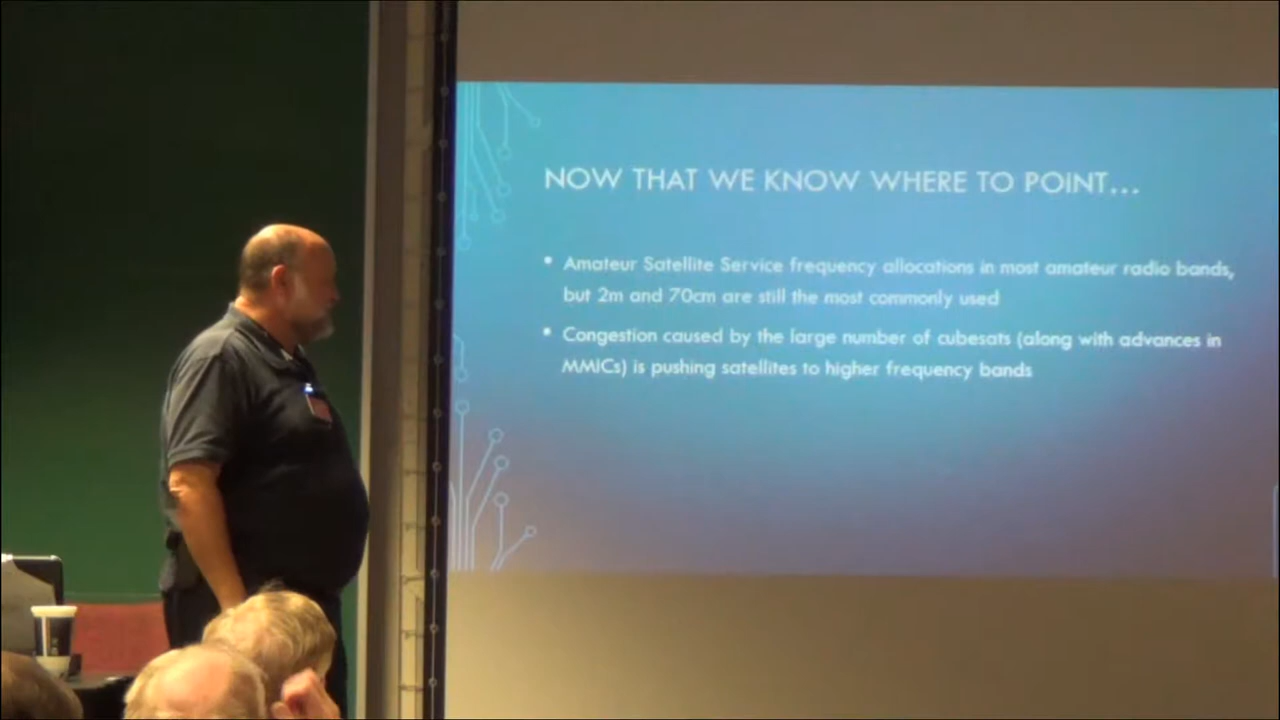 NOW THAT WE KNOW WHERE TO POINT...
• Amateur Satellite Service frequency allocations in most amateur radio bands,
but 2m and 70cm are still the most commonly used
• Congestion caused by the large number of cubesats (along with advances in
MMICs) is pushing satellites to higher frequency bands